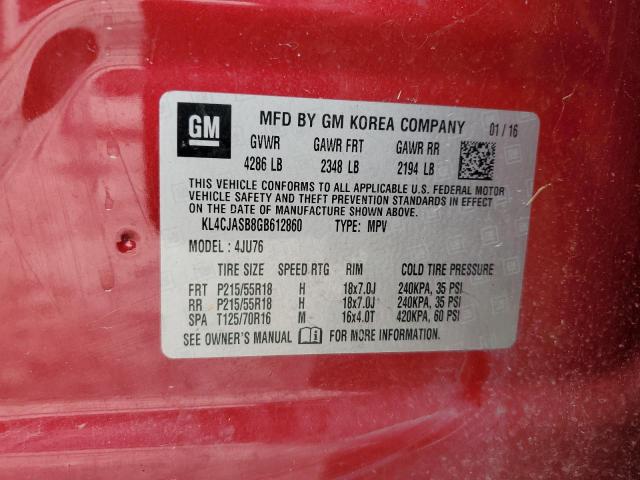 GM
MFD BY GM KOREA COMPANY 01/16
GVWR GAWR FRT GAWR RR
4286 LB 2348 LB 2194 LB
THIS VEHICLE CONFORMS TO ALL APPLICABLE U.S. FEDERAL MOTOR
VEHICLE SAFETY AND THEFT PREVENTION STANDARDS IN EFFECT
ON THE DATE OF MANUFACTURE SHOWN ABOVE.
KL4CJASB8GB612860 TYPE: MPV
MODEL: 4JU76
TIRE SIZE SPEED RTG RIM COLD TIRE PRESSURE
FRT P215/55R18 H 18x7.0J 240KPA, 35 PSI
RR P215/55R18 H 18x7.0J 240KPA, 35 PSI
SPA T125/70R16 M 16x4.0T 420KPA, 60 PSI
SEE OWNER'S MANUAL FOR MORE INFORMATION.